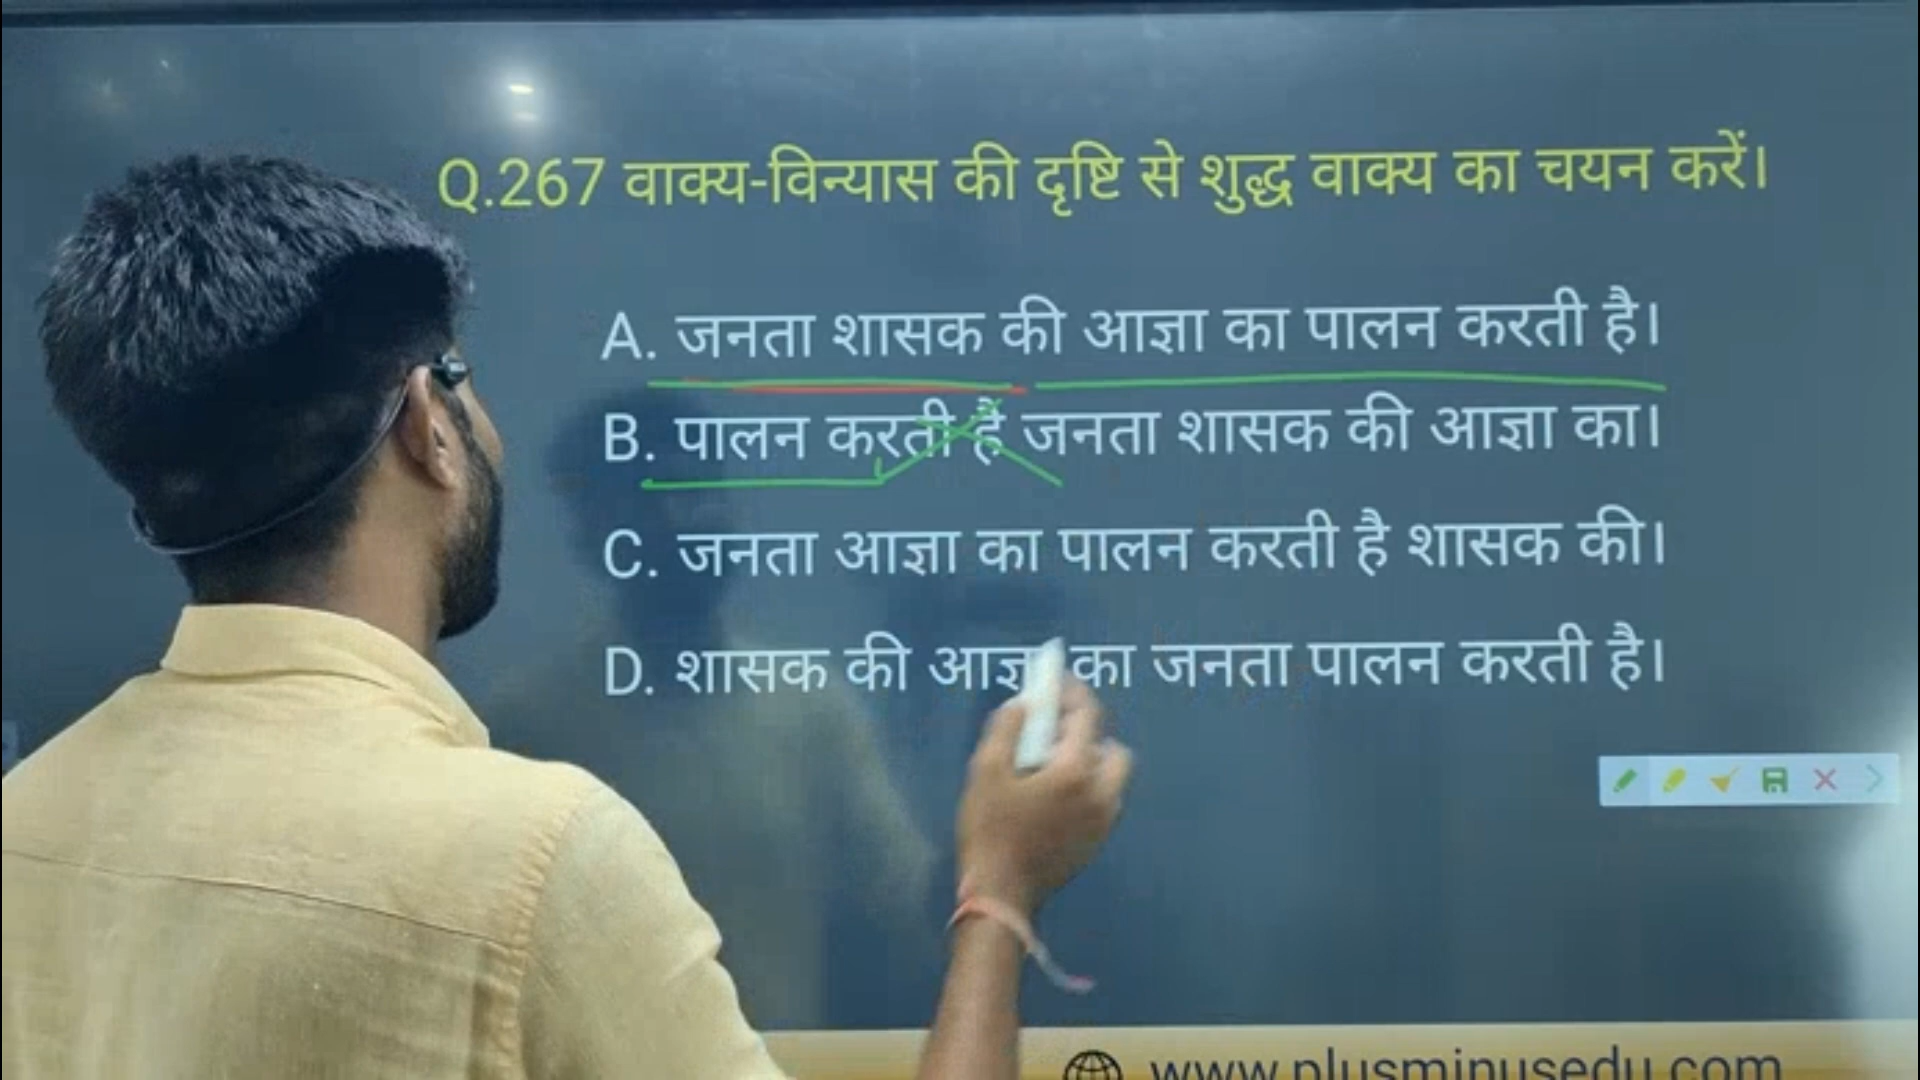 Q.267 वाक्य-विन्यास की दृष्टि से शुद्ध वाक्य का चयन करें।
A. जनता शासक की आज्ञा का पालन करती है।
B. पालन करती है जनता शासक की आज्ञा का।
C. जनता आज्ञा का पालन करती है शासक की।
D. शासक की आज्ञा का जनता पालन करती है।
www.plusminusedu.com